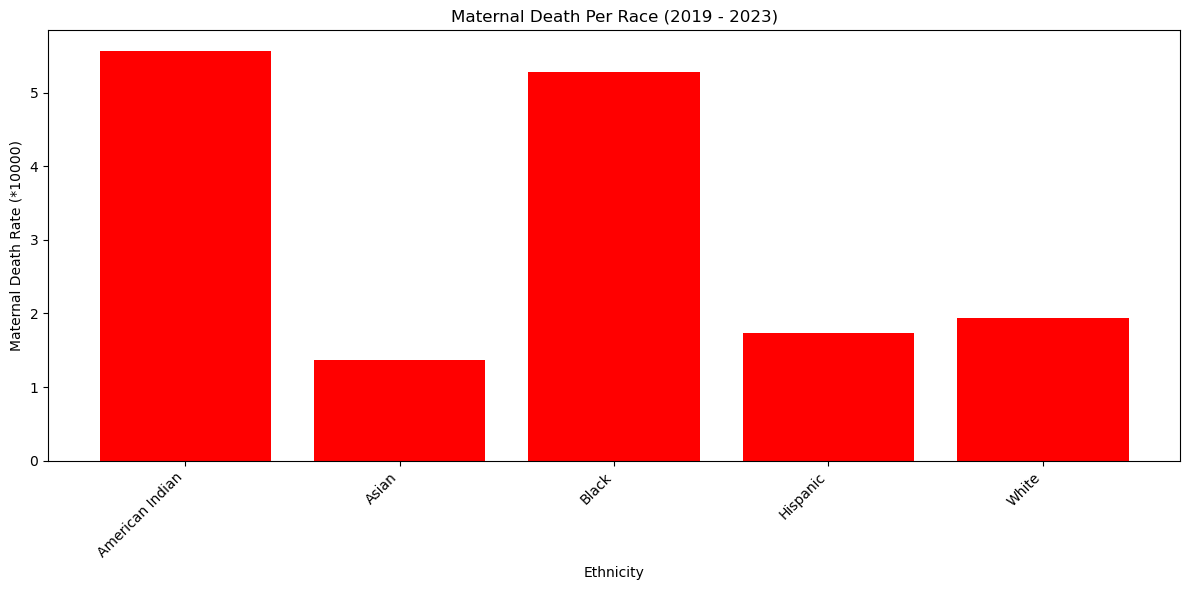 Maternal Death Per Race (2019 - 2023)
Maternal Death Rate (*10000)
5
4
3
2
1
0
American Indian
Asian
Black
Hispanic
White
Ethnicity